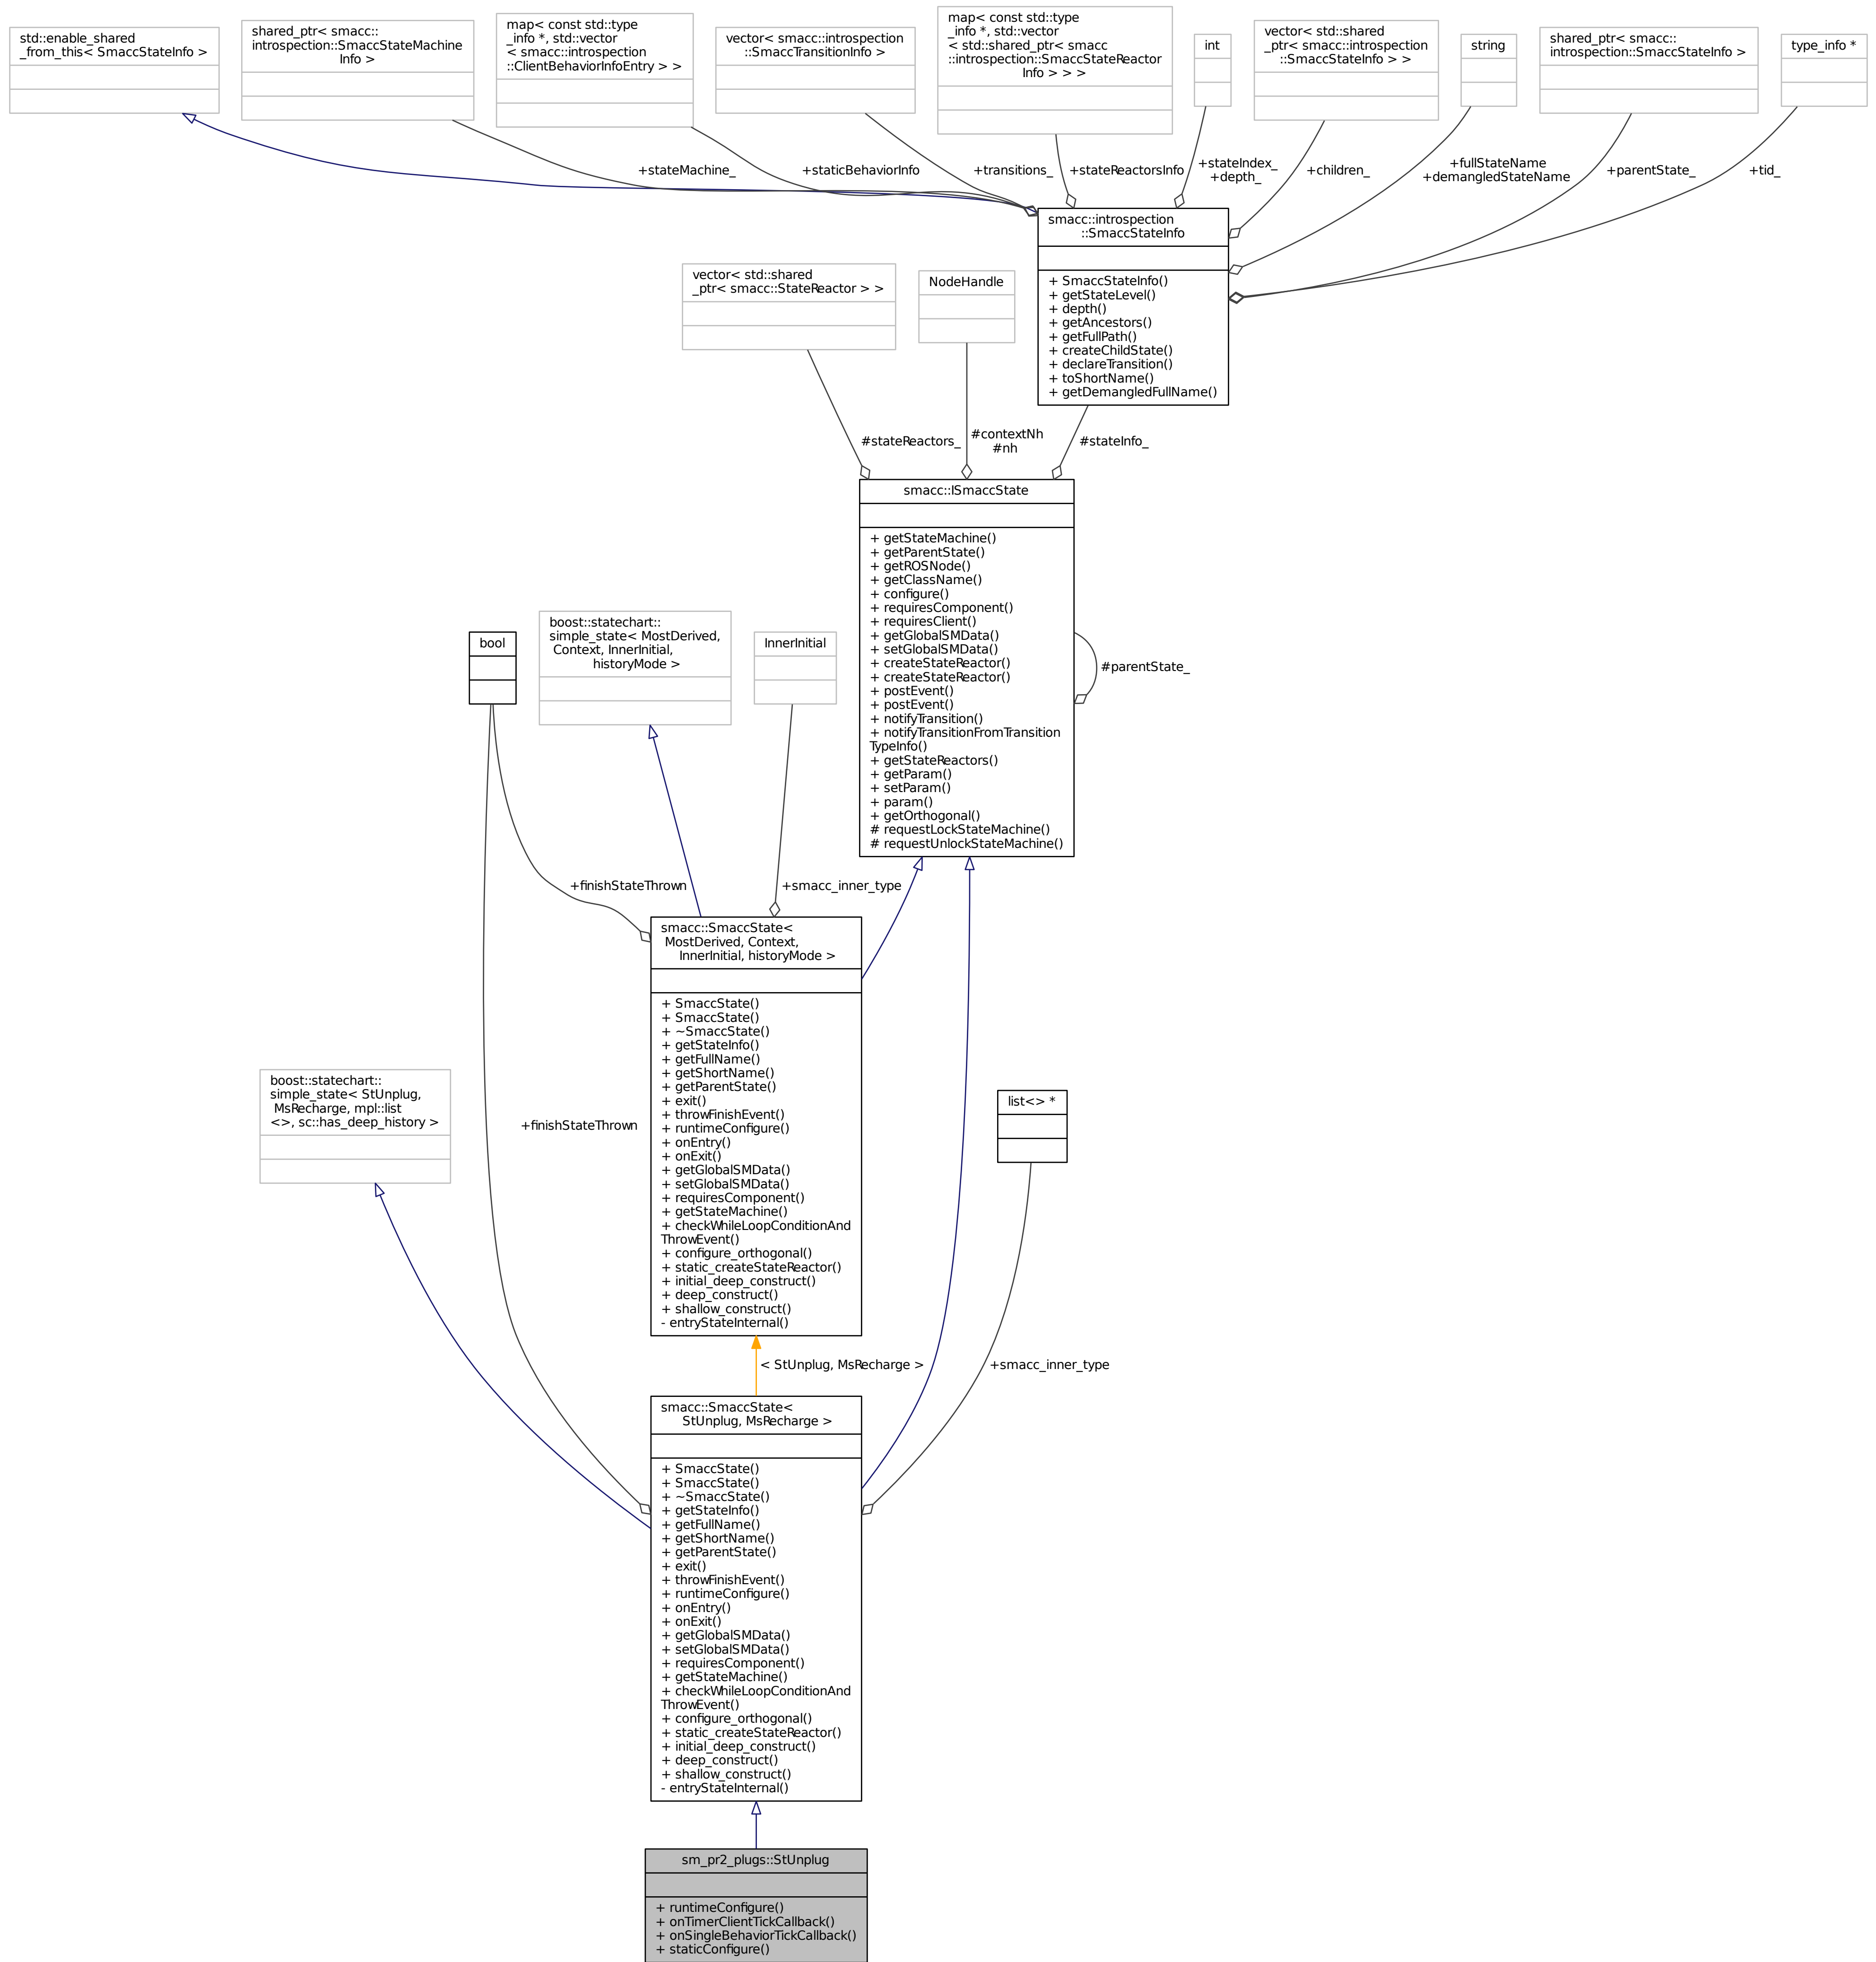 std::enable_shared
_from_this< SmaccStateInfo >
shared_ptr< smacc::
introspection::SmaccStateMachine
Info >
map< const std::type
_info *, std::vector
< smacc::introspection
::ClientBehaviorInfoEntry > >
vector< smacc::introspection
::SmaccTransitionInfo >
map< const std::type
_info *, std::vector
< std::shared_ptr< smacc
::introspection::SmaccStateReactor
Info > > >
int
vector< std::shared
_ptr< smacc::introspection
::SmaccStateInfo > >
string
shared_ptr< smacc::
introspection::SmaccStateInfo >
type_info *
+stateMachine_
+staticBehaviorInfo
+transitions_
+stateReactorsInfo
+stateIndex_
+depth_
+children_
+fullStateName
+demangledStateName
+parentState_
+tid_
smacc::introspection
::SmaccStateInfo
+ SmaccStateInfo()
+ getStateLevel()
+ depth()
+ getAncestors()
+ getFullPath()
+ createChildState()
+ declareTransition()
+ toShortName()
+ getDemangledFullName()
vector< std::shared
_ptr< smacc::StateReactor > >
NodeHandle
#stateReactors_
#contextNh
#nh
#stateInfo_
smacc::ISmaccState
+ getStateMachine()
+ getParentState()
+ getROSNode()
+ getClassName()
+ configure()
+ requiresComponent()
+ requiresClient()
+ getGlobalSMData()
+ setGlobalSMData()
+ createStateReactor()
+ createStateReactor()
+ postEvent()
+ postEvent()
+ notifyTransition()
+ notifyTransitionFromTransition
TypeInfo()
+ getStateReactors()
+ getParam()
+ setParam()
+ param()
+ getOrthogonal()
# requestLockStateMachine()
# requestUnlockStateMachine()
#parentState_
bool
boost::statechart::
simple_state< MostDerived,
Context, InnerInitial,
historyMode >
InnerInitial
+finishStateThrown
+smacc_inner_type
smacc::SmaccState<
MostDerived, Context,
InnerInitial, historyMode >
+ SmaccState()
+ SmaccState()
+ ~SmaccState()
+ getStateInfo()
+ getFullName()
+ getShortName()
+ getParentState()
+ exit()
+ throwFinishEvent()
+ runtimeConfigure()
+ onEntry()
+ onExit()
+ getGlobalSMData()
+ setGlobalSMData()
+ requiresComponent()
+ getStateMachine()
+ checkWhileLoopConditionAnd
ThrowEvent()
+ configure_orthogonal()
+ static_createStateReactor()
+ initial_deep_construct()
+ deep_construct()
+ shallow_construct()
- entryStateInternal()
boost::statechart::
simple_state< StUnplug,
MsRecharge, mpl::list
<>, sc::has_deep_history >
+finishStateThrown
list<> *
< StUnplug, MsRecharge >
+smacc_inner_type
smacc::SmaccState<
StUnplug, MsRecharge >
+ SmaccState()
+ SmaccState()
+ ~SmaccState()
+ getStateInfo()
+ getFullName()
+ getShortName()
+ getParentState()
+ exit()
+ throwFinishEvent()
+ runtimeConfigure()
+ onEntry()
+ onExit()
+ getGlobalSMData()
+ setGlobalSMData()
+ requiresComponent()
+ getStateMachine()
+ checkWhileLoopConditionAnd
ThrowEvent()
+ configure_orthogonal()
+ static_createStateReactor()
+ initial_deep_construct()
+ deep_construct()
+ shallow_construct()
- entryStateInternal()
sm_pr2_plugs::StUnplug
+ runtimeConfigure()
+ onTimerClientTickCallback()
+ onSingleBehaviorTickCallback()
+ staticConfigure()